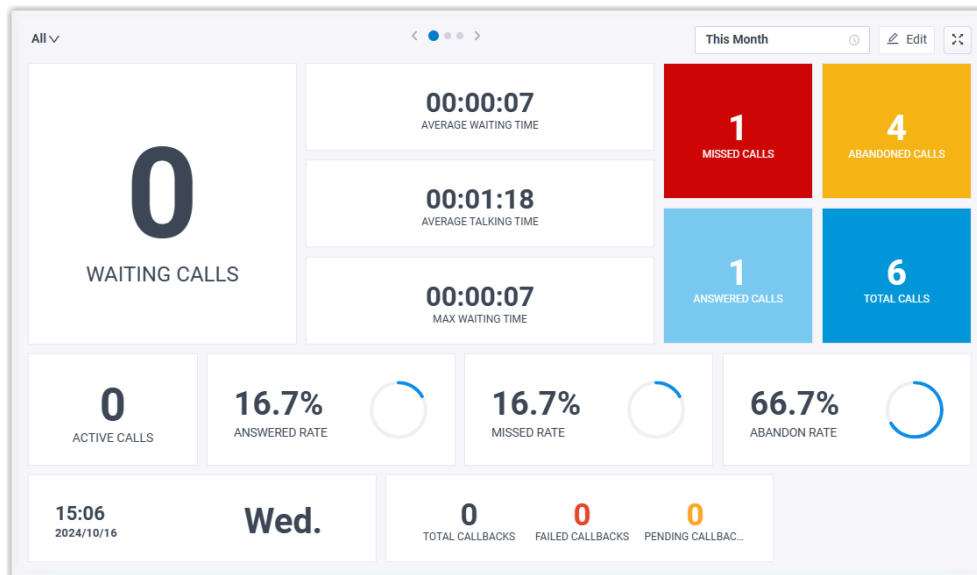 All
This Month
Edit
0
WAITING CALLS
00:00:07
AVERAGE WAITING TIME
00:01:18
AVERAGE TALKING TIME
00:00:07
MAX WAITING TIME
1
MISSED CALLS
4
ABANDONED CALLS
1
ANSWERED CALLS
6
TOTAL CALLS
0
ACTIVE CALLS
16.7%
ANSWERED RATE
16.7%
MISSED RATE
66.7%
ABANDON RATE
15:06
2024/10/16
Wed.
0
TOTAL CALLBACKS
0
FAILED CALLBACKS
0
PENDING CALLBAC...